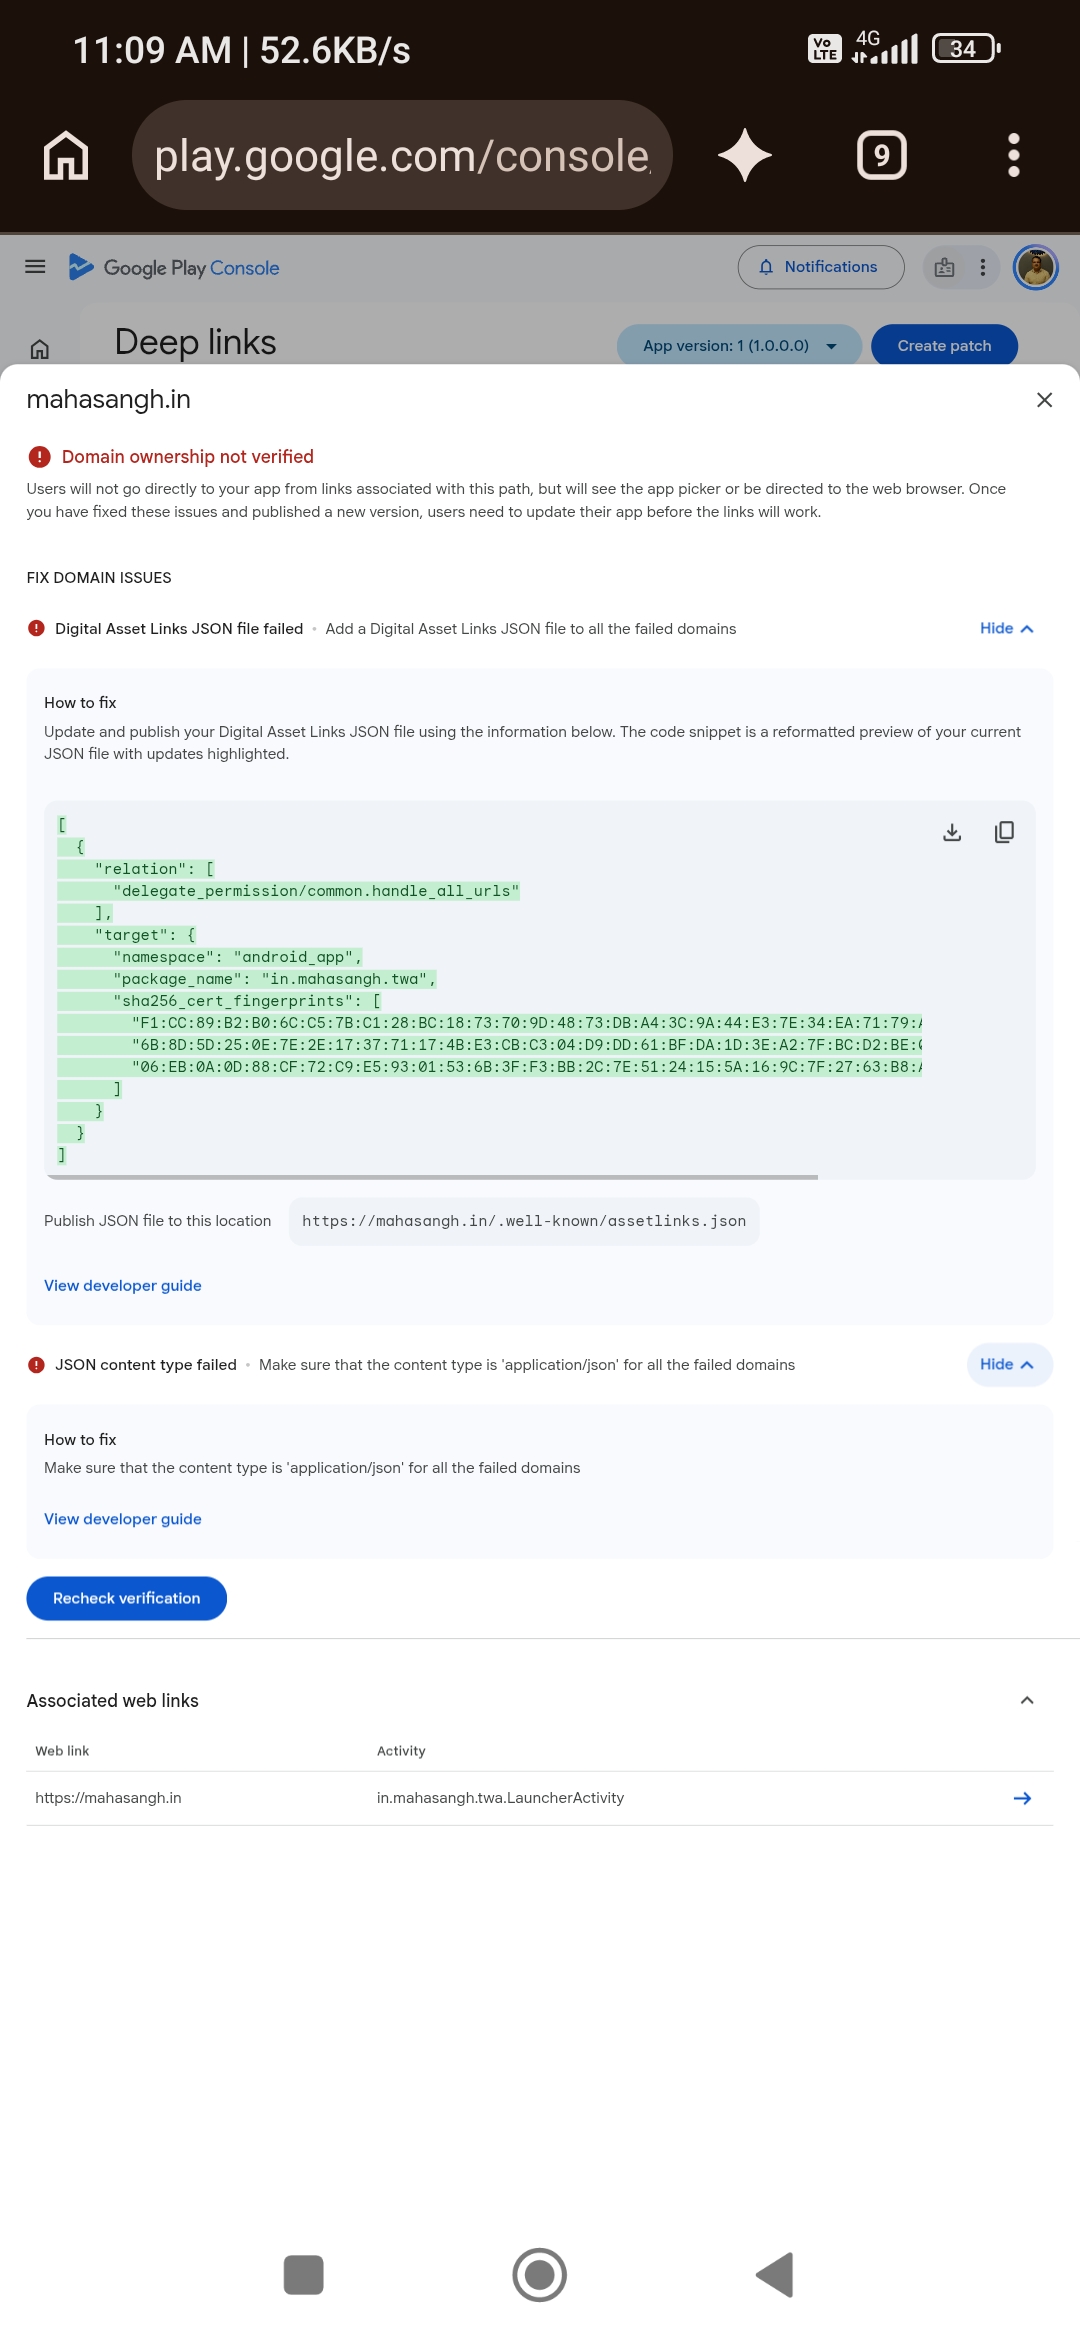 11:09 AM | 52.6KB/s
Vo LTE 4G 34
play.google.com/console
9
Google Play Console
Notifications
Deep links
App version: 1 (1.0.0.0)
Create patch
mahasangh.in
Domain ownership not verified
Users will not go directly to your app from links associated with this path, but will see the app picker or be directed to the web browser. Once
you have fixed these issues and published a new version, users need to update their app before the links will work.
FIX DOMAIN ISSUES
Digital Asset Links JSON file failed • Add a Digital Asset Links JSON file to all the failed domains
Hide
How to fix
Update and publish your Digital Asset Links JSON file using the information below. The code snippet is a reformatted preview of your current
JSON file with updates highlighted.
[
{
"relation": [
"delegate_permission/common.handle_all_urls"
],
"target": {
"namespace": "android_app",
"package_name": "in.mahasangh.twa",
"sha256_cert_fingerprints": [
"F1:CC:89:B2:B0:6C:C5:7B:C1:28:BC:18:73:70:9D:48:73:DB:A4:3C:9A:44:E3:7E:34:EA:71:79:
"6B:8D:5D:25:0E:7E:2E:17:37:71:17:4B:E3:CB:C3:04:D9:DD:61:BF:DA:1D:3E:A2:7F:BC:D2:BE:
"06:EB:0A:0D:88:CF:72:C9:E5:93:01:53:6B:3F:F3:BB:2C:7E:51:24:15:5A:16:9C:7F:27:63:B8:
]
}
}
]
Publish JSON file to this location
https://mahasangh.in/.well-known/assetlinks.json
View developer guide
JSON content type failed • Make sure that the content type is 'application/json' for all the failed domains
Hide
How to fix
Make sure that the content type is 'application/json' for all the failed domains
View developer guide
Recheck verification
Associated web links
Web link
Activity
https://mahasangh.in
in.mahasangh.twa.LauncherActivity